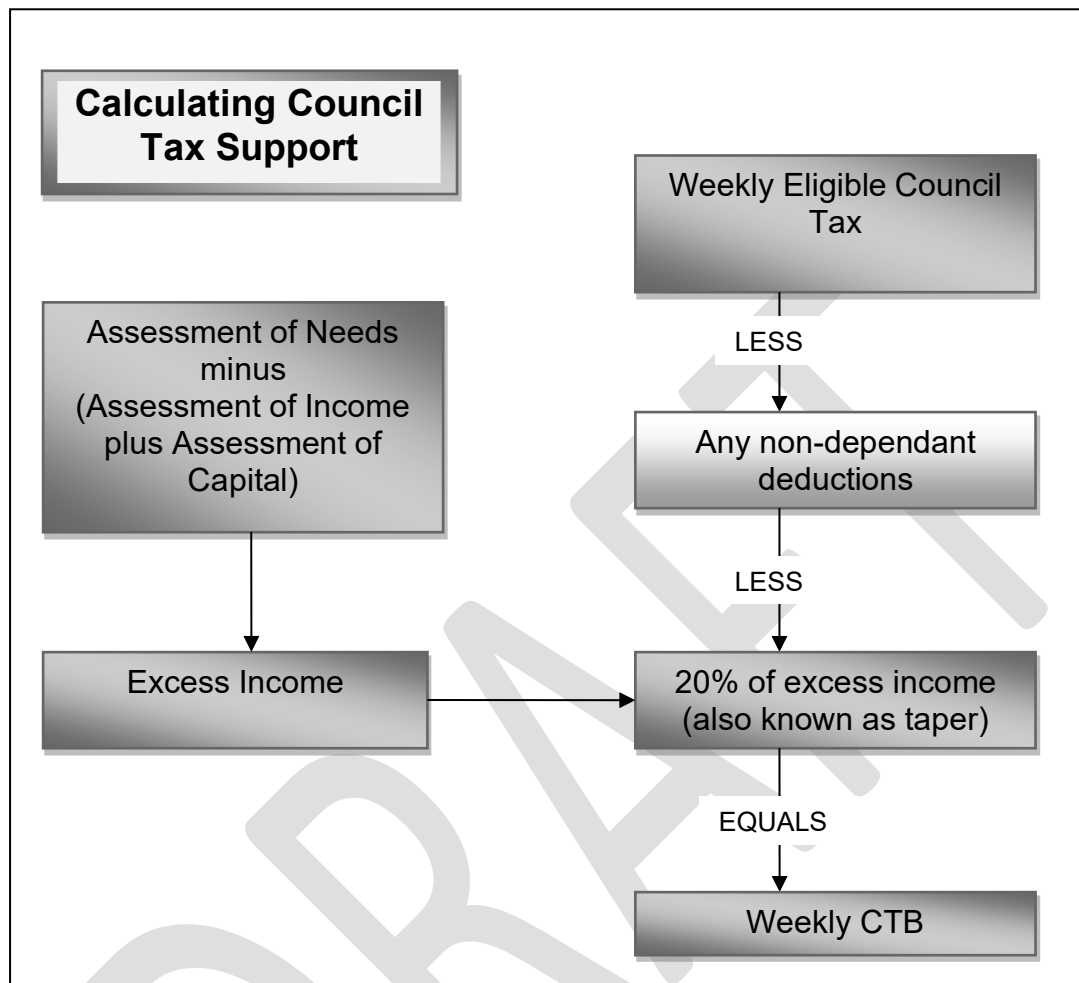 Calculating Council
Tax Support
Weekly Eligible Council
Tax
Assessment of Needs
minus
(Assessment of Income
plus Assessment of
Capital)
LESS
Any non-dependant
deductions
LESS
Excess Income
20% of excess income
(also known as taper)
EQUALS
Weekly CTB
DRAFT